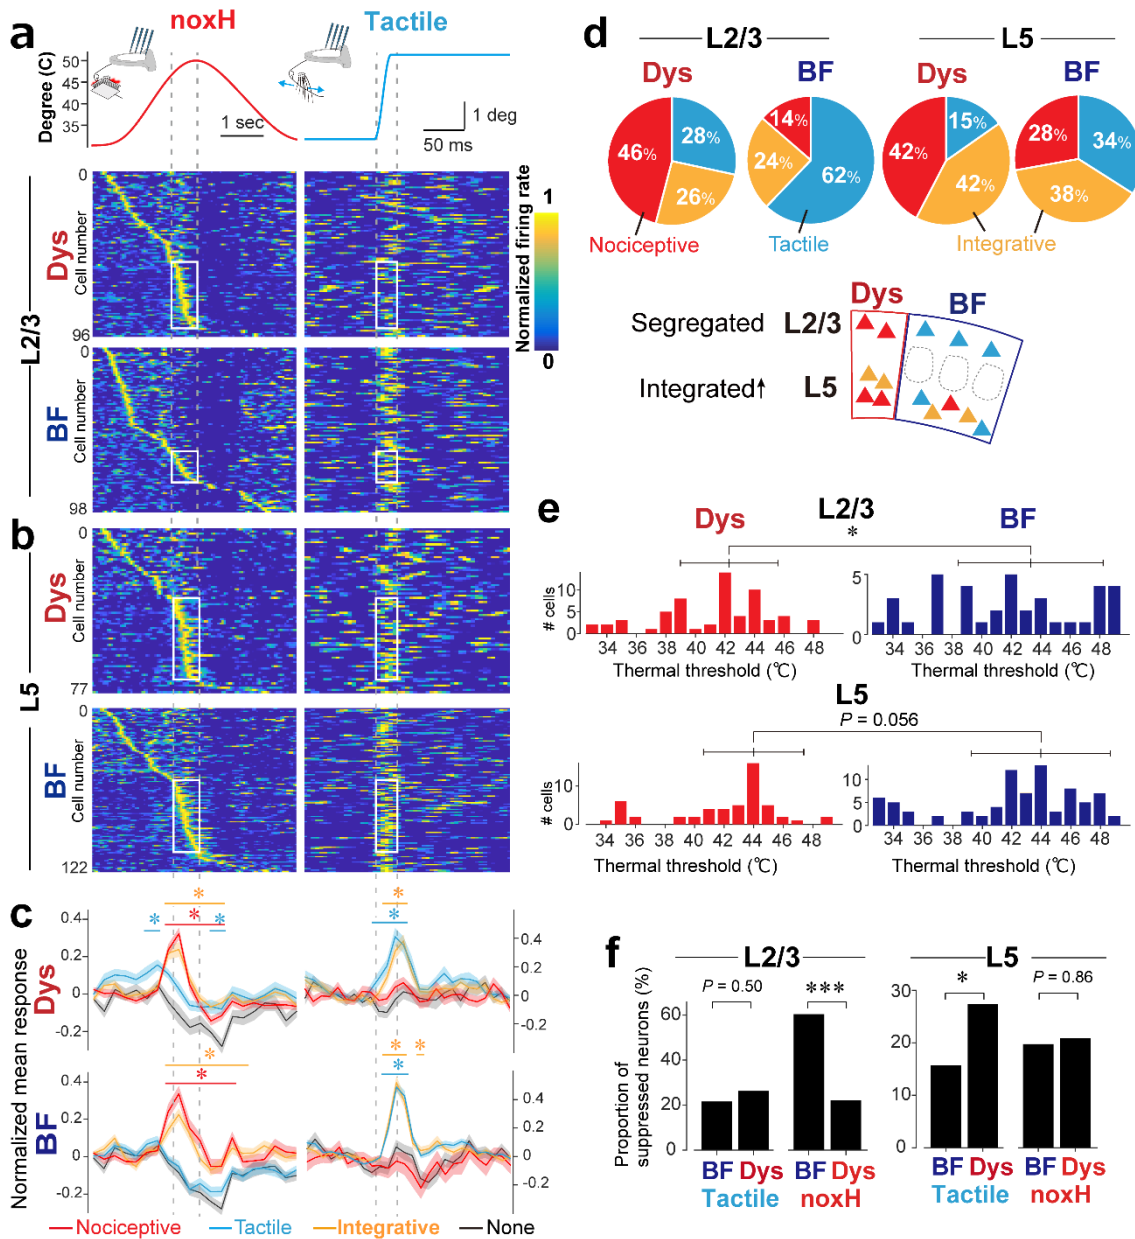 a
noxH
Tactile
Degree (C)
50
45
35
1 sec
1 deg
50 ms
L2/3
Dys
Cell number
0
96
BF
Cell number
0
98
Normalized firing rate
1
0
b
L5
Dys
Cell number
0
77
BF
Cell number
0
122
c
Normalized mean response
Dys
0.4
0.2
0
-0.2
* * * *
* *
0.4
0.2
0
-0.2
BF
0.4
0.2
0
-0.2
* *
* * *
0.4
0.2
0
-0.2
Nociceptive Tactile Integrative None
d
L2/3 L5
Dys BF Dys BF
46% 28% 26%
14% 24% 62%
42% 15% 42%
28% 34% 38%
Nociceptive Tactile Integrative
Dys BF
Segregated L2/3
Integrated↑ L5
e
L2/3
Dys BF
*
# cells
10
5
0
34 36 38 40 42 44 46 48
Thermal threshold (℃)
5
0
34 36 38 40 42 44 46 48
Thermal threshold (℃)
L5
P = 0.056
# cells
10
0
34 36 38 40 42 44 46 48
Thermal threshold (℃)
10
5
0
34 36 38 40 42 44 46 48
Thermal threshold (℃)
f
L2/3 L5
Proportion of
suppressed neurons (%)
P = 0.50 ***
60
40
20
0
BF Dys BF Dys
Tactile noxH
* P = 0.86
30
20
10
0
BF Dys BF Dys
Tactile noxH